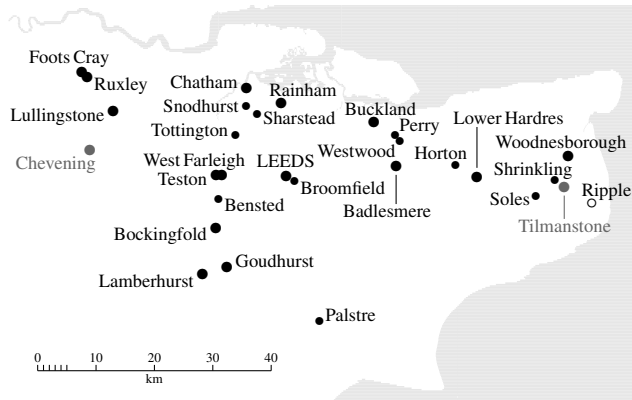 Foots Cray
Ruxley
Chatham
Rainham
Snodhurst
Sharstead
Lullingstone
Buckland
Perry
Lower Hardres
Tottington
Woodnesborough
Westwood
Horton
Chevening
West Farleigh
LEEDS
Shrinkling
Teston
Broomfield
Ripple
Soles
Bensted
Badlesmere
Tilmanstone
Bockingfold
Goudhurst
Lamberhurst
Palstre
0 10 20 30 40
km